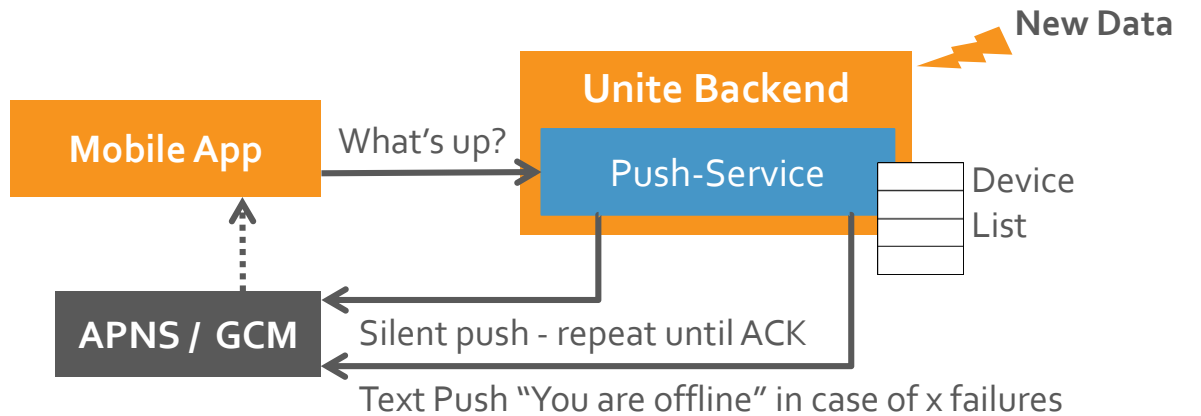 New Data
Unite Backend
Mobile App
What's up?
Push-Service
Device
List
APNS / GCM
Silent push - repeat until ACK
Text Push “You are offline” in case of x failures